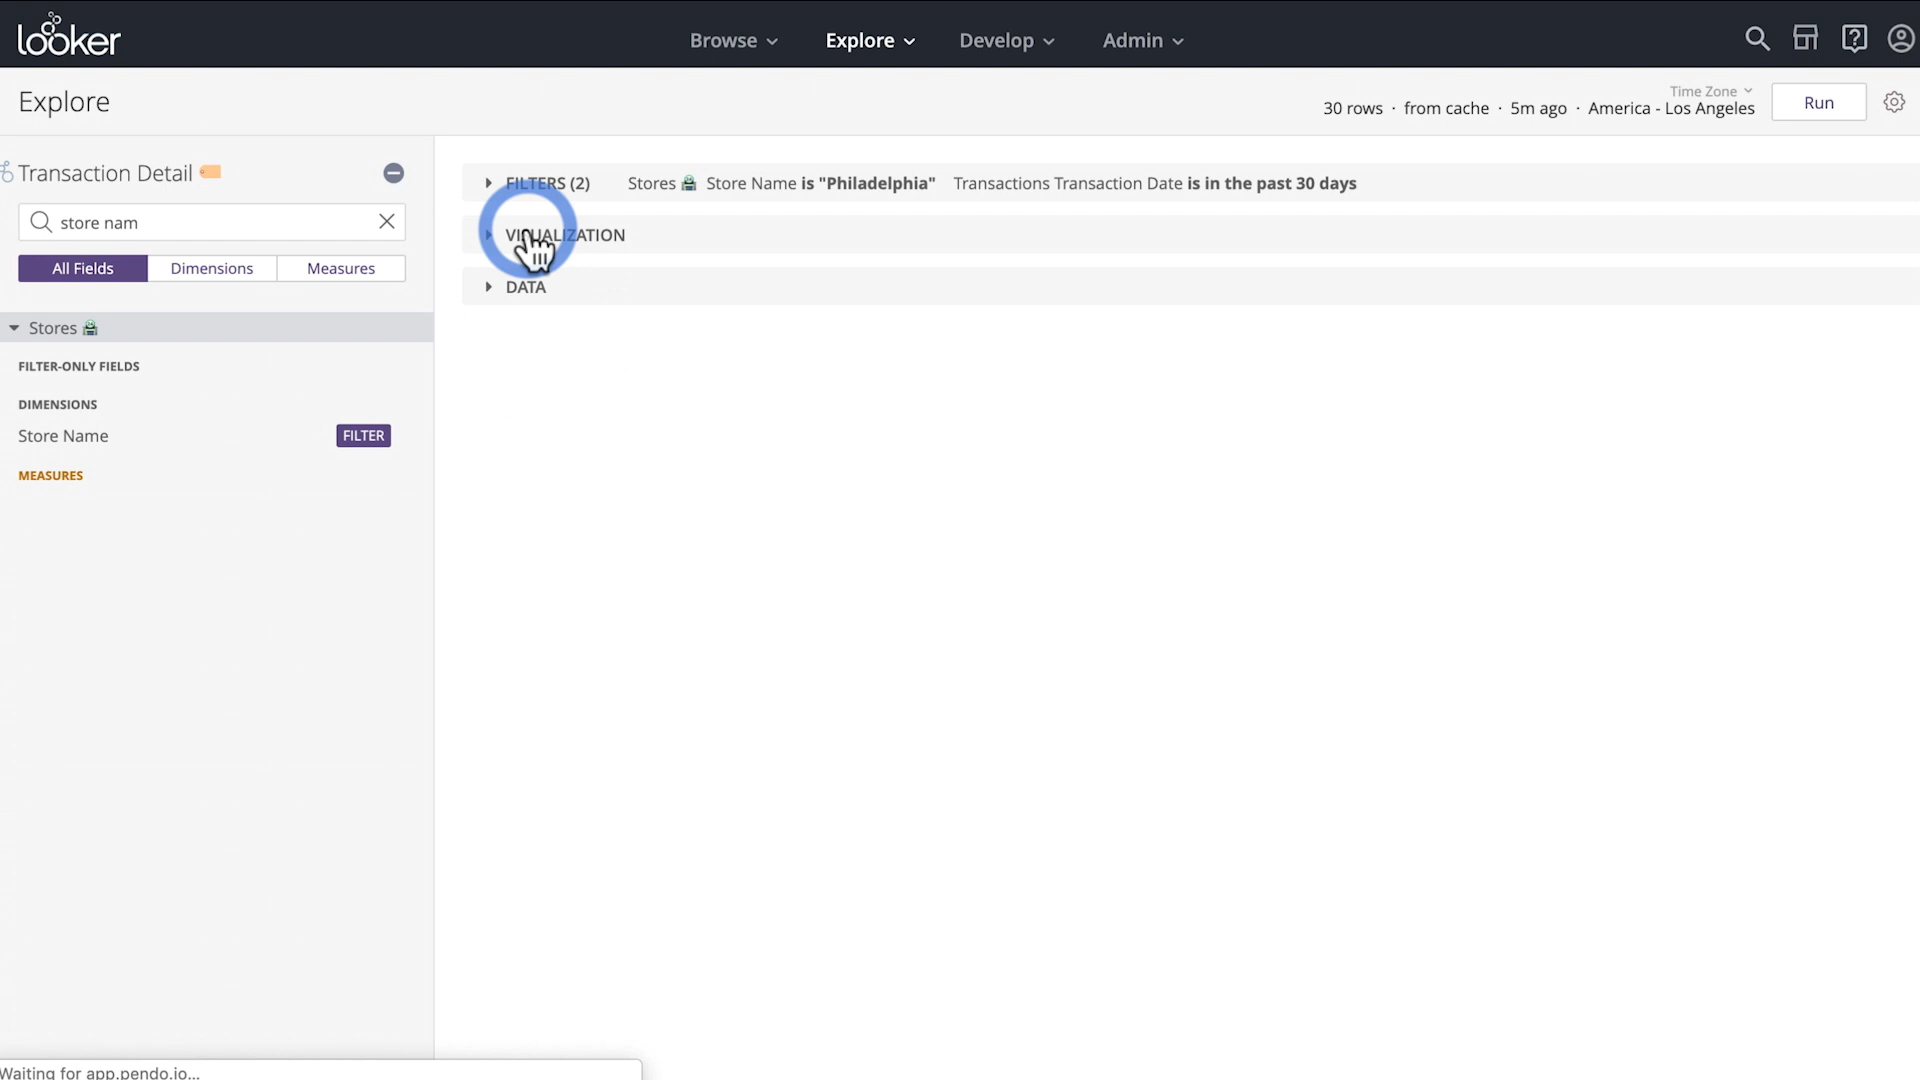 looker
Browse
Explore
Develop
Admin
Explore
Time Zone
30 rows · from cache · 5m ago · America - Los Angeles
Run
Transaction Detail
store nam
All Fields
Dimensions
Measures
Stores
FILTER-ONLY FIELDS
DIMENSIONS
Store Name
FILTER
MEASURES
FILTERS (2) Stores Store Name is "Philadelphia" Transactions Transaction Date is in the past 30 days
VISUALIZATION
DATA
Waiting for app.pendo.io...